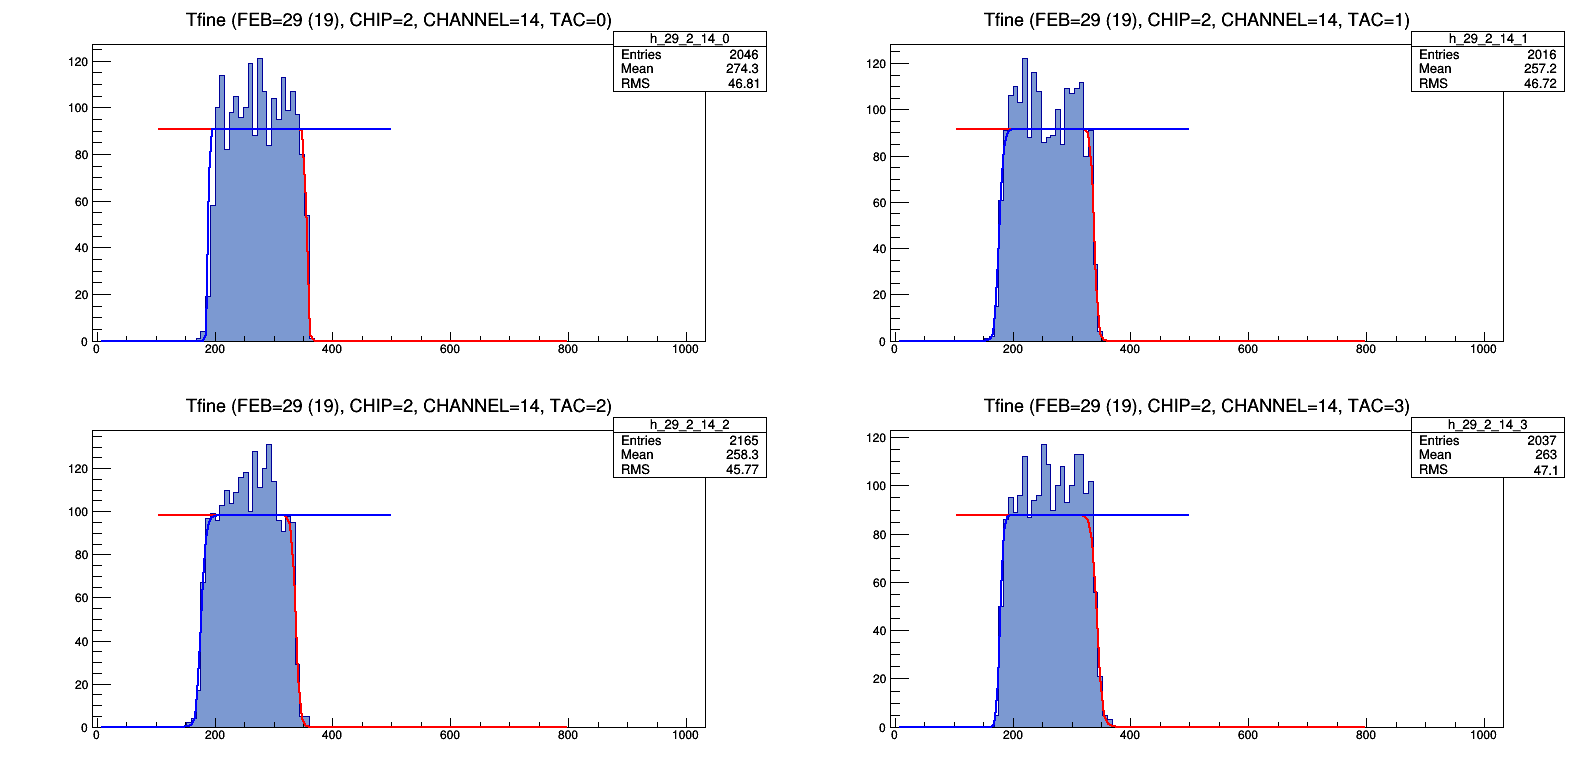 Tfine (FEB=29 (19), CHIP=2, CHANNEL=14, TAC=0)
h_29_2_14_0
Entries 2046
Mean 274.3
RMS 46.81
120
100
80
60
40
20
0
0 200 400 600 800 1000
Tfine (FEB=29 (19), CHIP=2, CHANNEL=14, TAC=1)
h_29_2_14_1
Entries 2016
Mean 257.2
RMS 46.72
120
100
80
60
40
20
0
0 200 400 600 800 1000
Tfine (FEB=29 (19), CHIP=2, CHANNEL=14, TAC=2)
h_29_2_14_2
Entries 2165
Mean 258.3
RMS 45.77
120
100
80
60
40
20
0
0 200 400 600 800 1000
Tfine (FEB=29 (19), CHIP=2, CHANNEL=14, TAC=3)
h_29_2_14_3
Entries 2037
Mean 263
RMS 47.1
120
100
80
60
40
20
0
0 200 400 600 800 1000